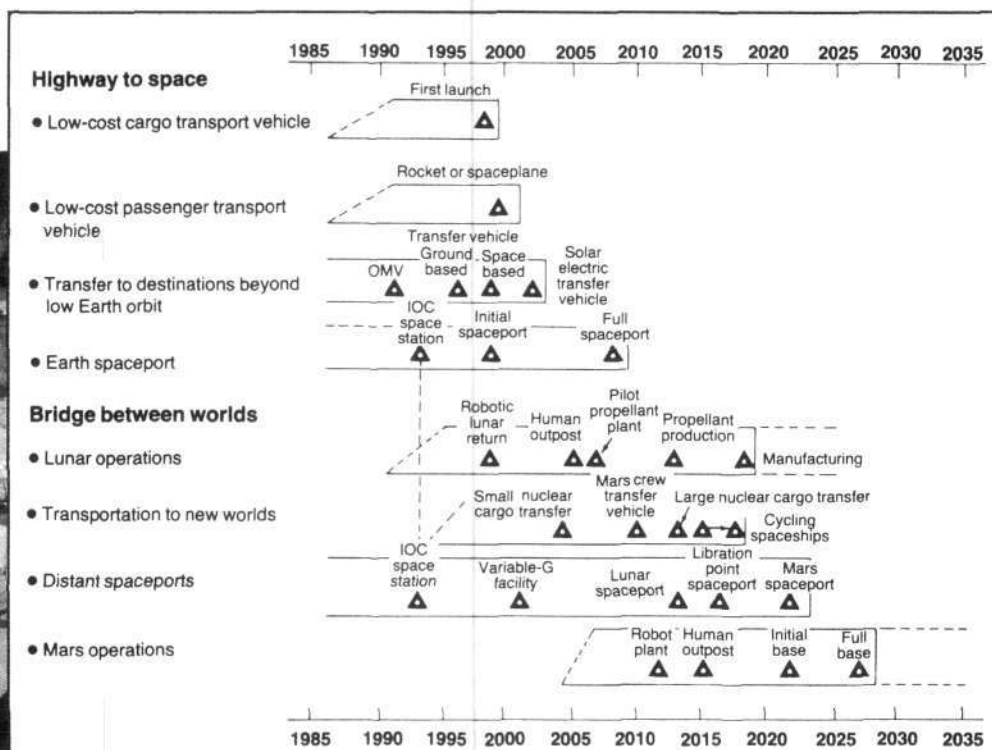 1985 1990 1995 2000 2005 2010 2015 2020 2030 2035
Highway to space
First launch
• Low-cost cargo transport vehicle
Rocket or spaceplane
• Low-cost passenger transport
vehicle
Transfer vehicle
OMV
Ground
based
Space
based
Solar
electric
transfer
vehicle
• Transfer to destinations beyond
low Earth orbit
IOC
space
station
Initial
spaceport
Full
spaceport
• Earth spaceport
Bridge between worlds
Robotic
lunar
return
Human
outpost
Pilot
propellant
plant
Propellant
production
• Lunar operations
Manufacturing
Small nuclear
cargo transfer
Mars crew
transfer
vehicle
Large nuclear cargo transfer
• Transportation to new worlds
Cycling
spaceships
IOC
space
station
Variable-G
facility
Lunar
spaceport
Libration
point
spaceport
Mars
spaceport
• Distant spaceports
Robot
plant
Human
outpost
Initial
base
Full
base
• Mars operations
1985 1990 1995 2000 2005 2010 2015 2020 2030 2035